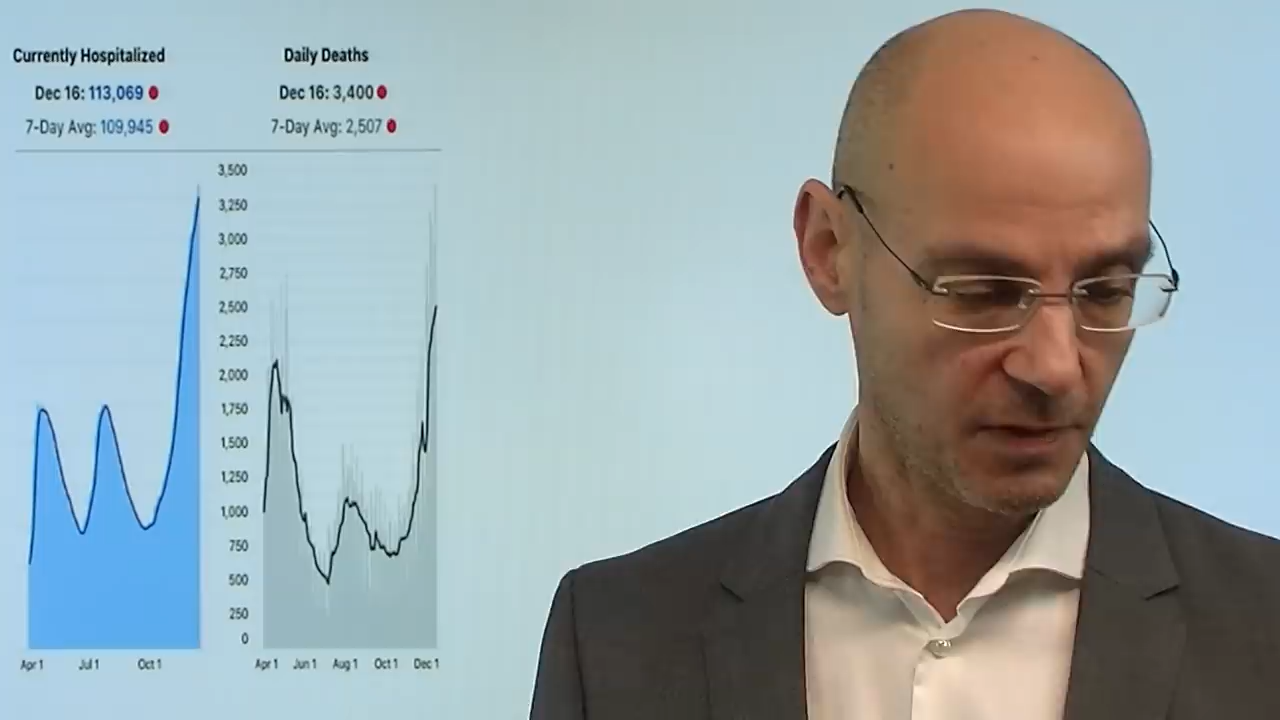 Currently Hospitalized
Dec 16: 113,069
7-Day Avg: 109,945
Apr 1 Jul 1 Oct 1
Daily Deaths
Dec 16: 3,400
7-Day Avg: 2,507
3,500
3,250
3,000
2,750
2,500
2,250
2,000
1,750
1,500
1,250
1,000
750
500
250
0
Apr 1 Jun 1 Aug 1 Oct 1 Dec 1